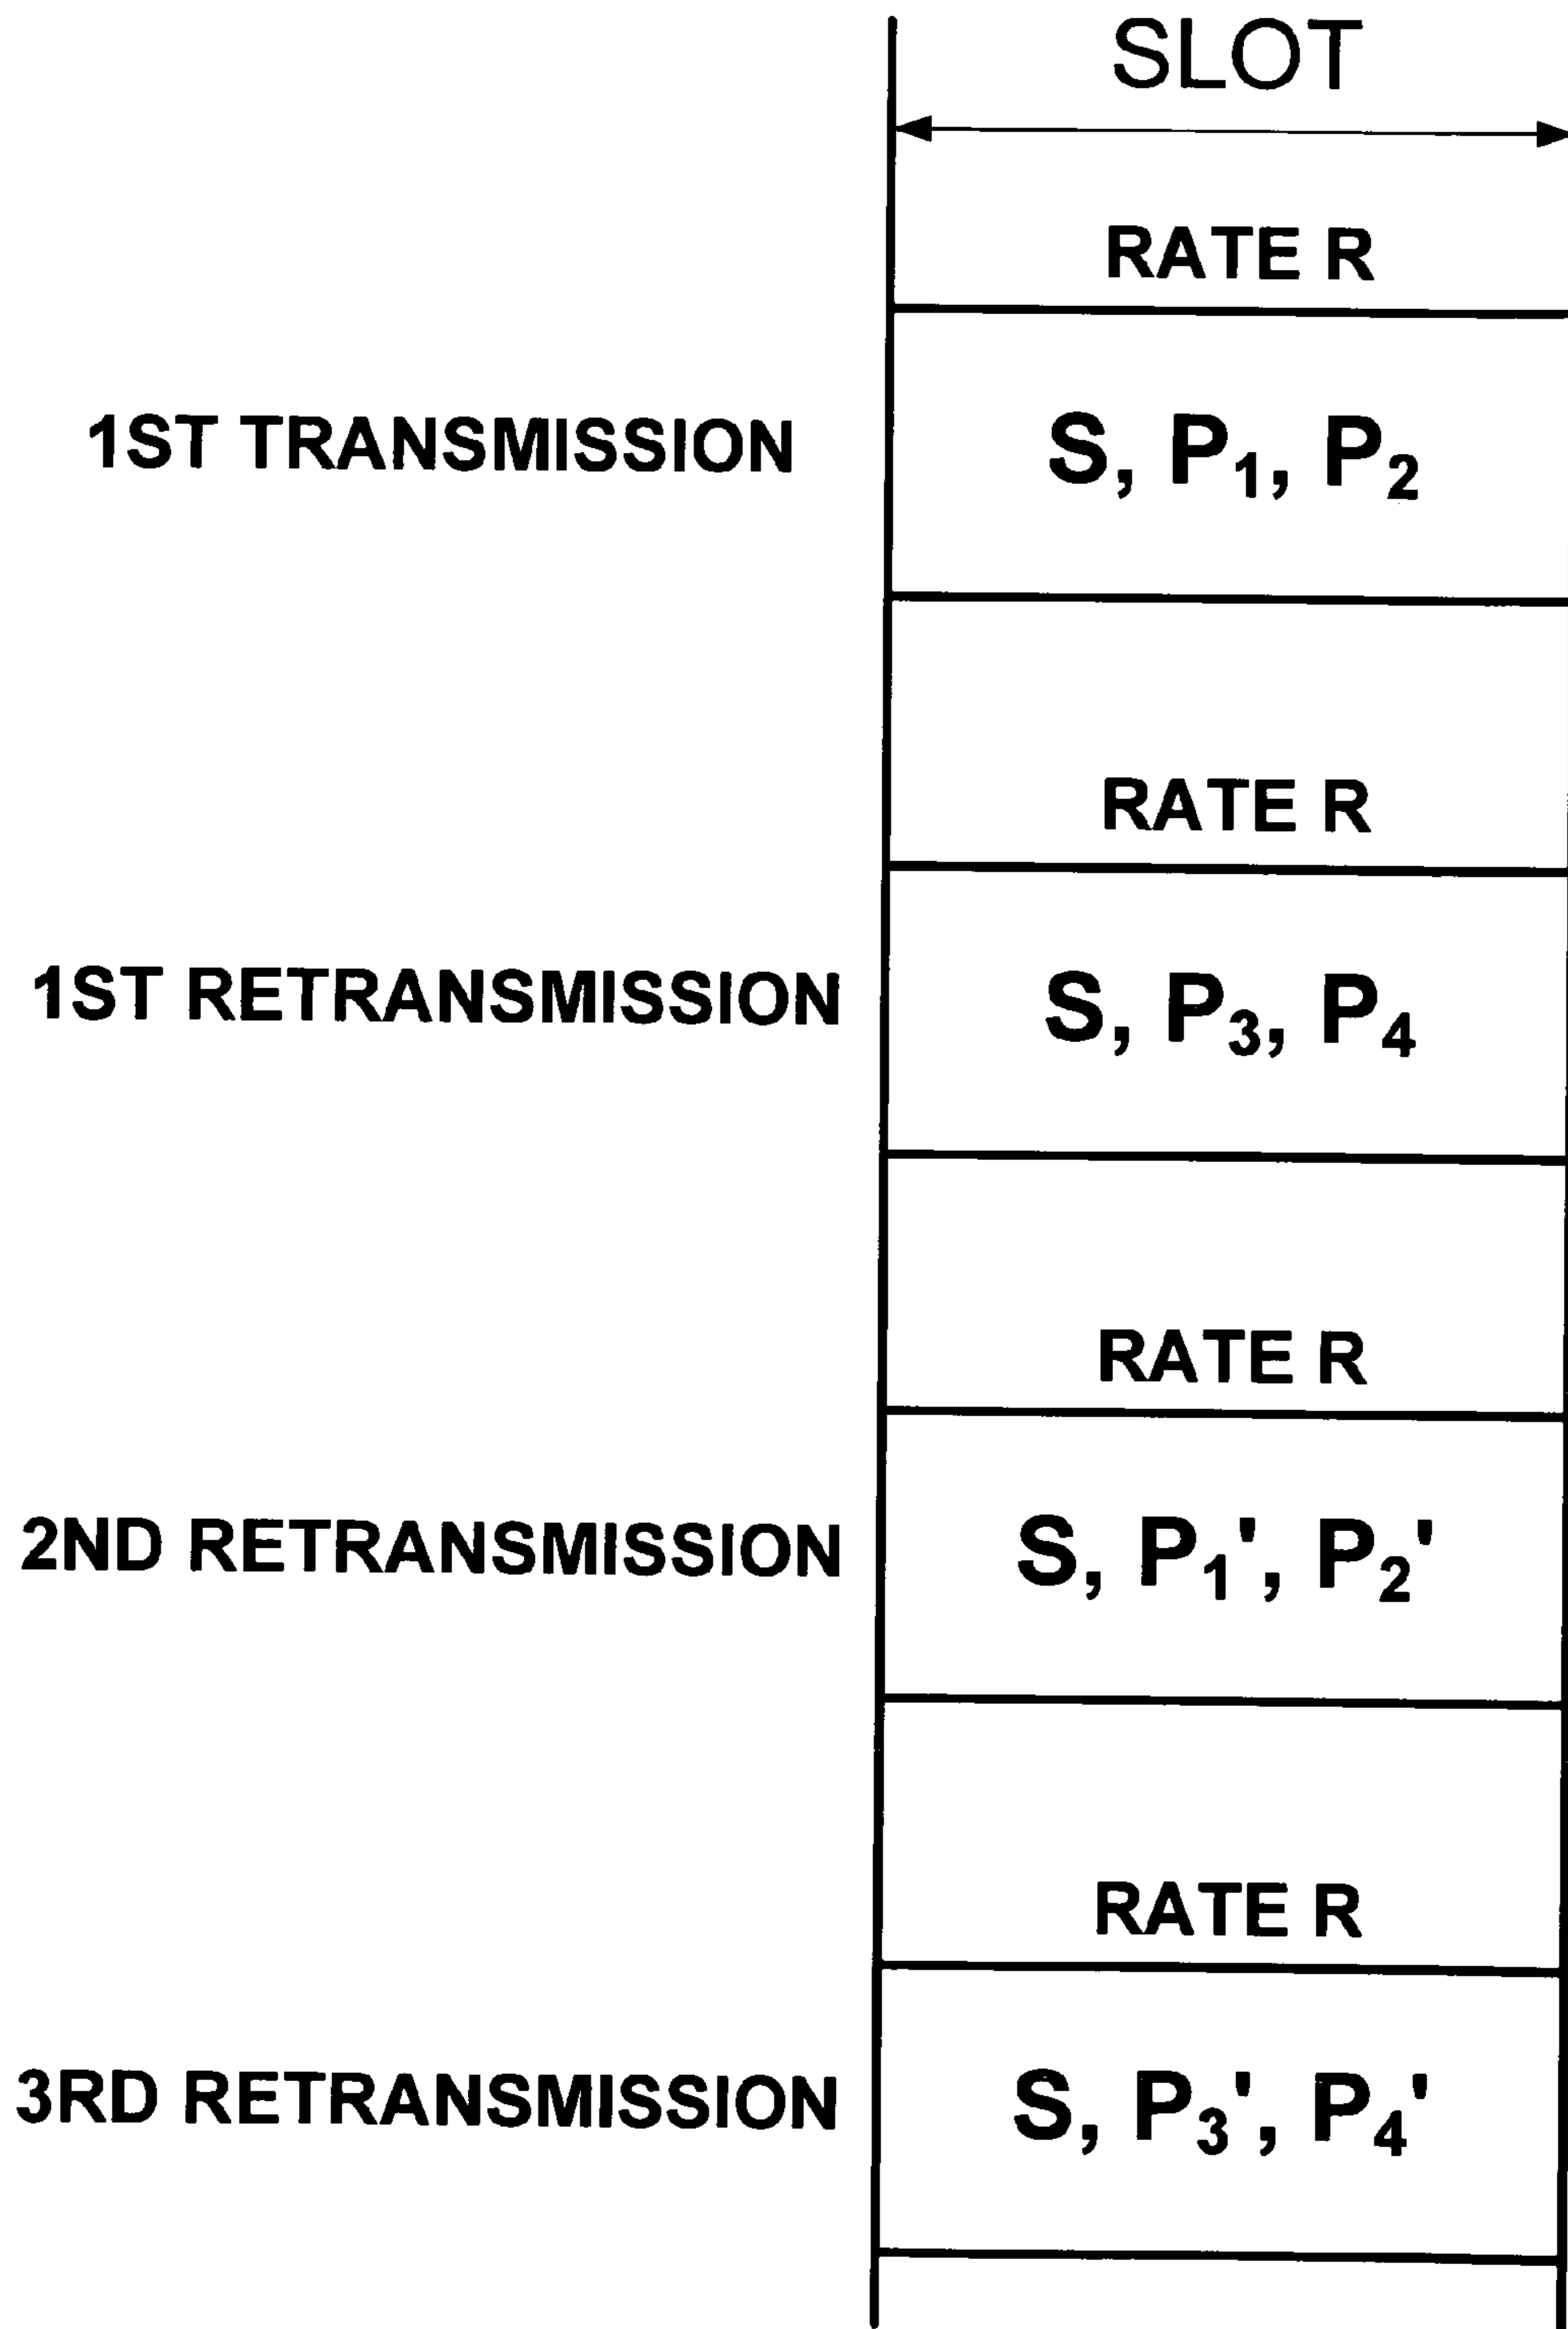 SLOT
RATE R
1ST TRANSMISSION S, P₁, P₂
RATE R
1ST RETRANSMISSION S, P₃, P₄
RATE R
2ND RETRANSMISSION S, P₁', P₂'
RATE R
3RD RETRANSMISSION S, P₃', P₄'